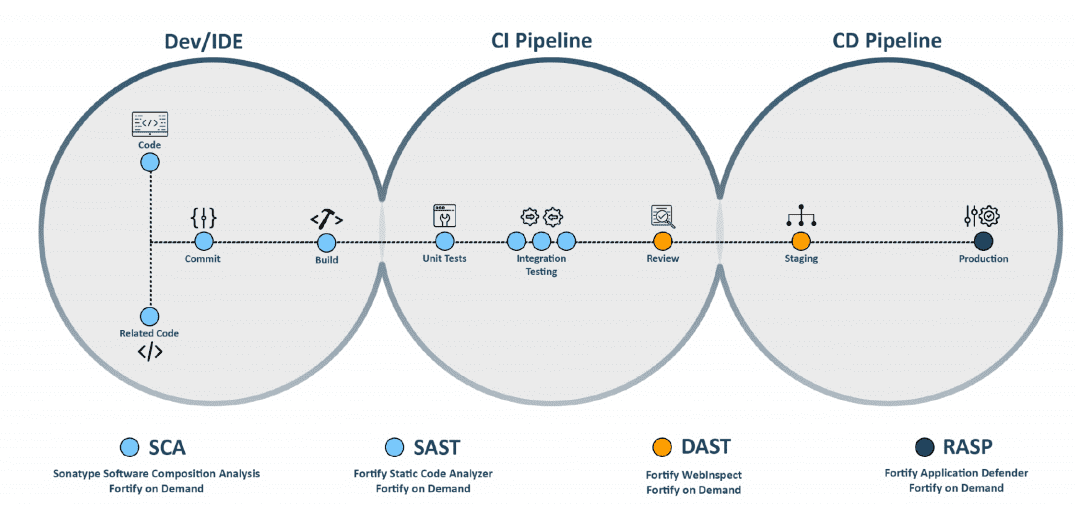 Dev/IDE
CI Pipeline
CD Pipeline
Code
Commit
Build
Related Code
Unit Tests
Integration
Testing
Review
Staging
Production
SCA
Sonatype Software Composition Analysis
Fortify on Demand
SAST
Fortify Static Code Analyzer
Fortify on Demand
DAST
Fortify WebInspect
Fortify on Demand
RASP
Fortify Application Defender
Fortify on Demand